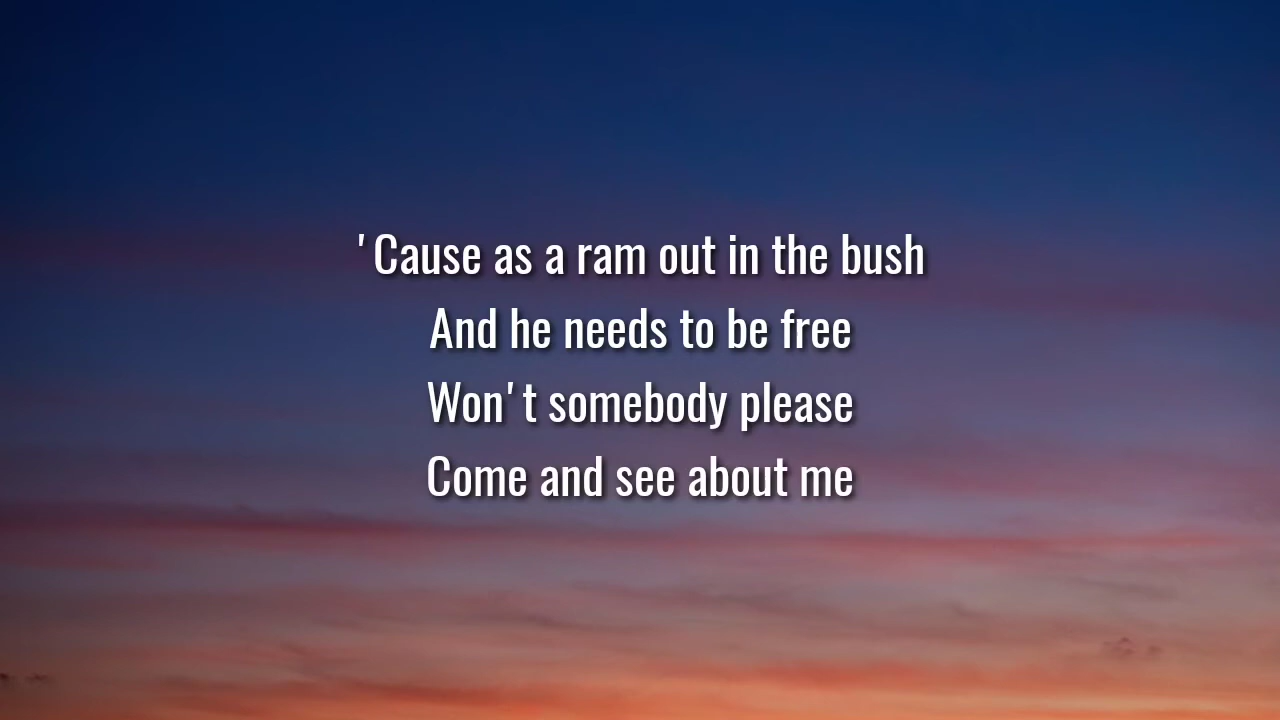 'Cause as a ram out in the bush
And he needs to be free
Won't somebody please
Come and see about me